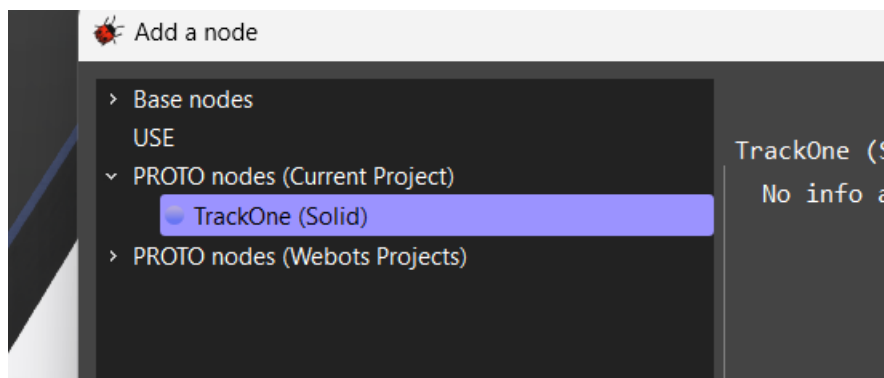 Add a node
Base nodes
USE
PROTO nodes (Current Project)
TrackOne (Solid)
PROTO nodes (Webots Projects)
TrackOne (
No info